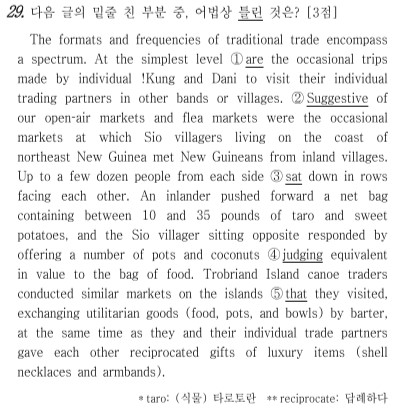 29. 다음 글의 밑줄 친 부분 중, 어법상 틀린 것은? [3점]
The formats and frequencies of traditional trade encompass
a spectrum. At the simplest level ①are the occasional trips
made by individual !Kung and Dani to visit their individual
trading partners in other bands or villages. ②Suggestive of
our open-air markets and flea markets were the occasional
markets at which Sio villagers living on the coast of
northeast New Guinea met New Guineans from inland villages.
Up to a few dozen people from each side ③sat down in rows
facing each other. An inlander pushed forward a net bag
containing between 10 and 35 pounds of taro and sweet
potatoes, and the Sio villager sitting opposite responded by
offering a number of pots and coconuts ④judging equivalent
in value to the bag of food. Trobriand Island canoe traders
conducted similar markets on the islands ⑤that they visited,
exchanging utilitarian goods (food, pots, and bowls) by barter,
at the same time as they and their individual trade partners
gave each other reciprocated gifts of luxury items (shell
necklaces and armbands).
* taro: (식물) 타로토란 ** reciprocate: 답례하다